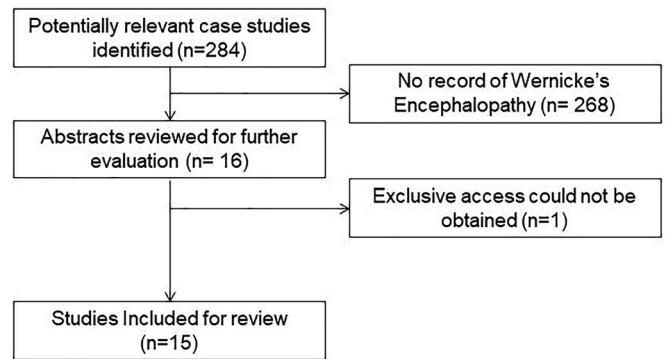 Potentially relevant case studies
identified (n=284)
No record of Wernicke's
Encephalopathy (n= 268)
Abstracts reviewed for further
evaluation (n= 16)
Exclusive access could not be
obtained (n=1)
Studies Included for review
(n=15)